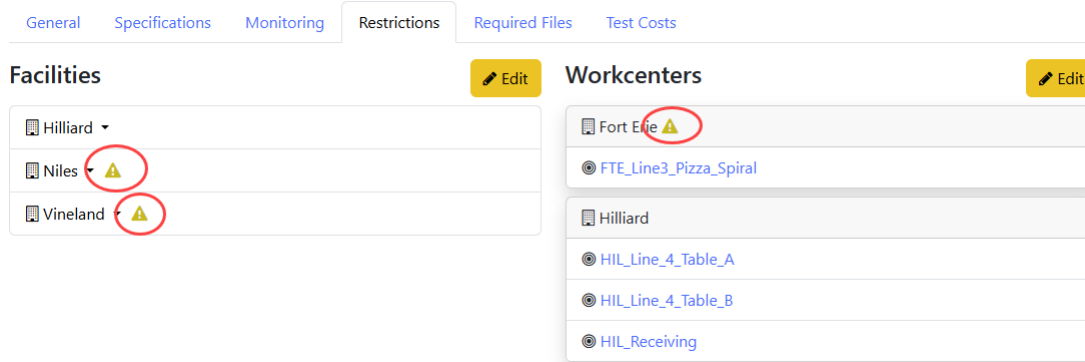 General Specifications Monitoring Restrictions Required Files Test Costs
Facilities
Edit
Hilliard
Niles
Vineland
Workcenters
Edit
Fort Erie
FTE_Line3_Pizza_Spiral
Hilliard
HIL_Line_4_Table_A
HIL_Line_4_Table_B
HIL_Receiving